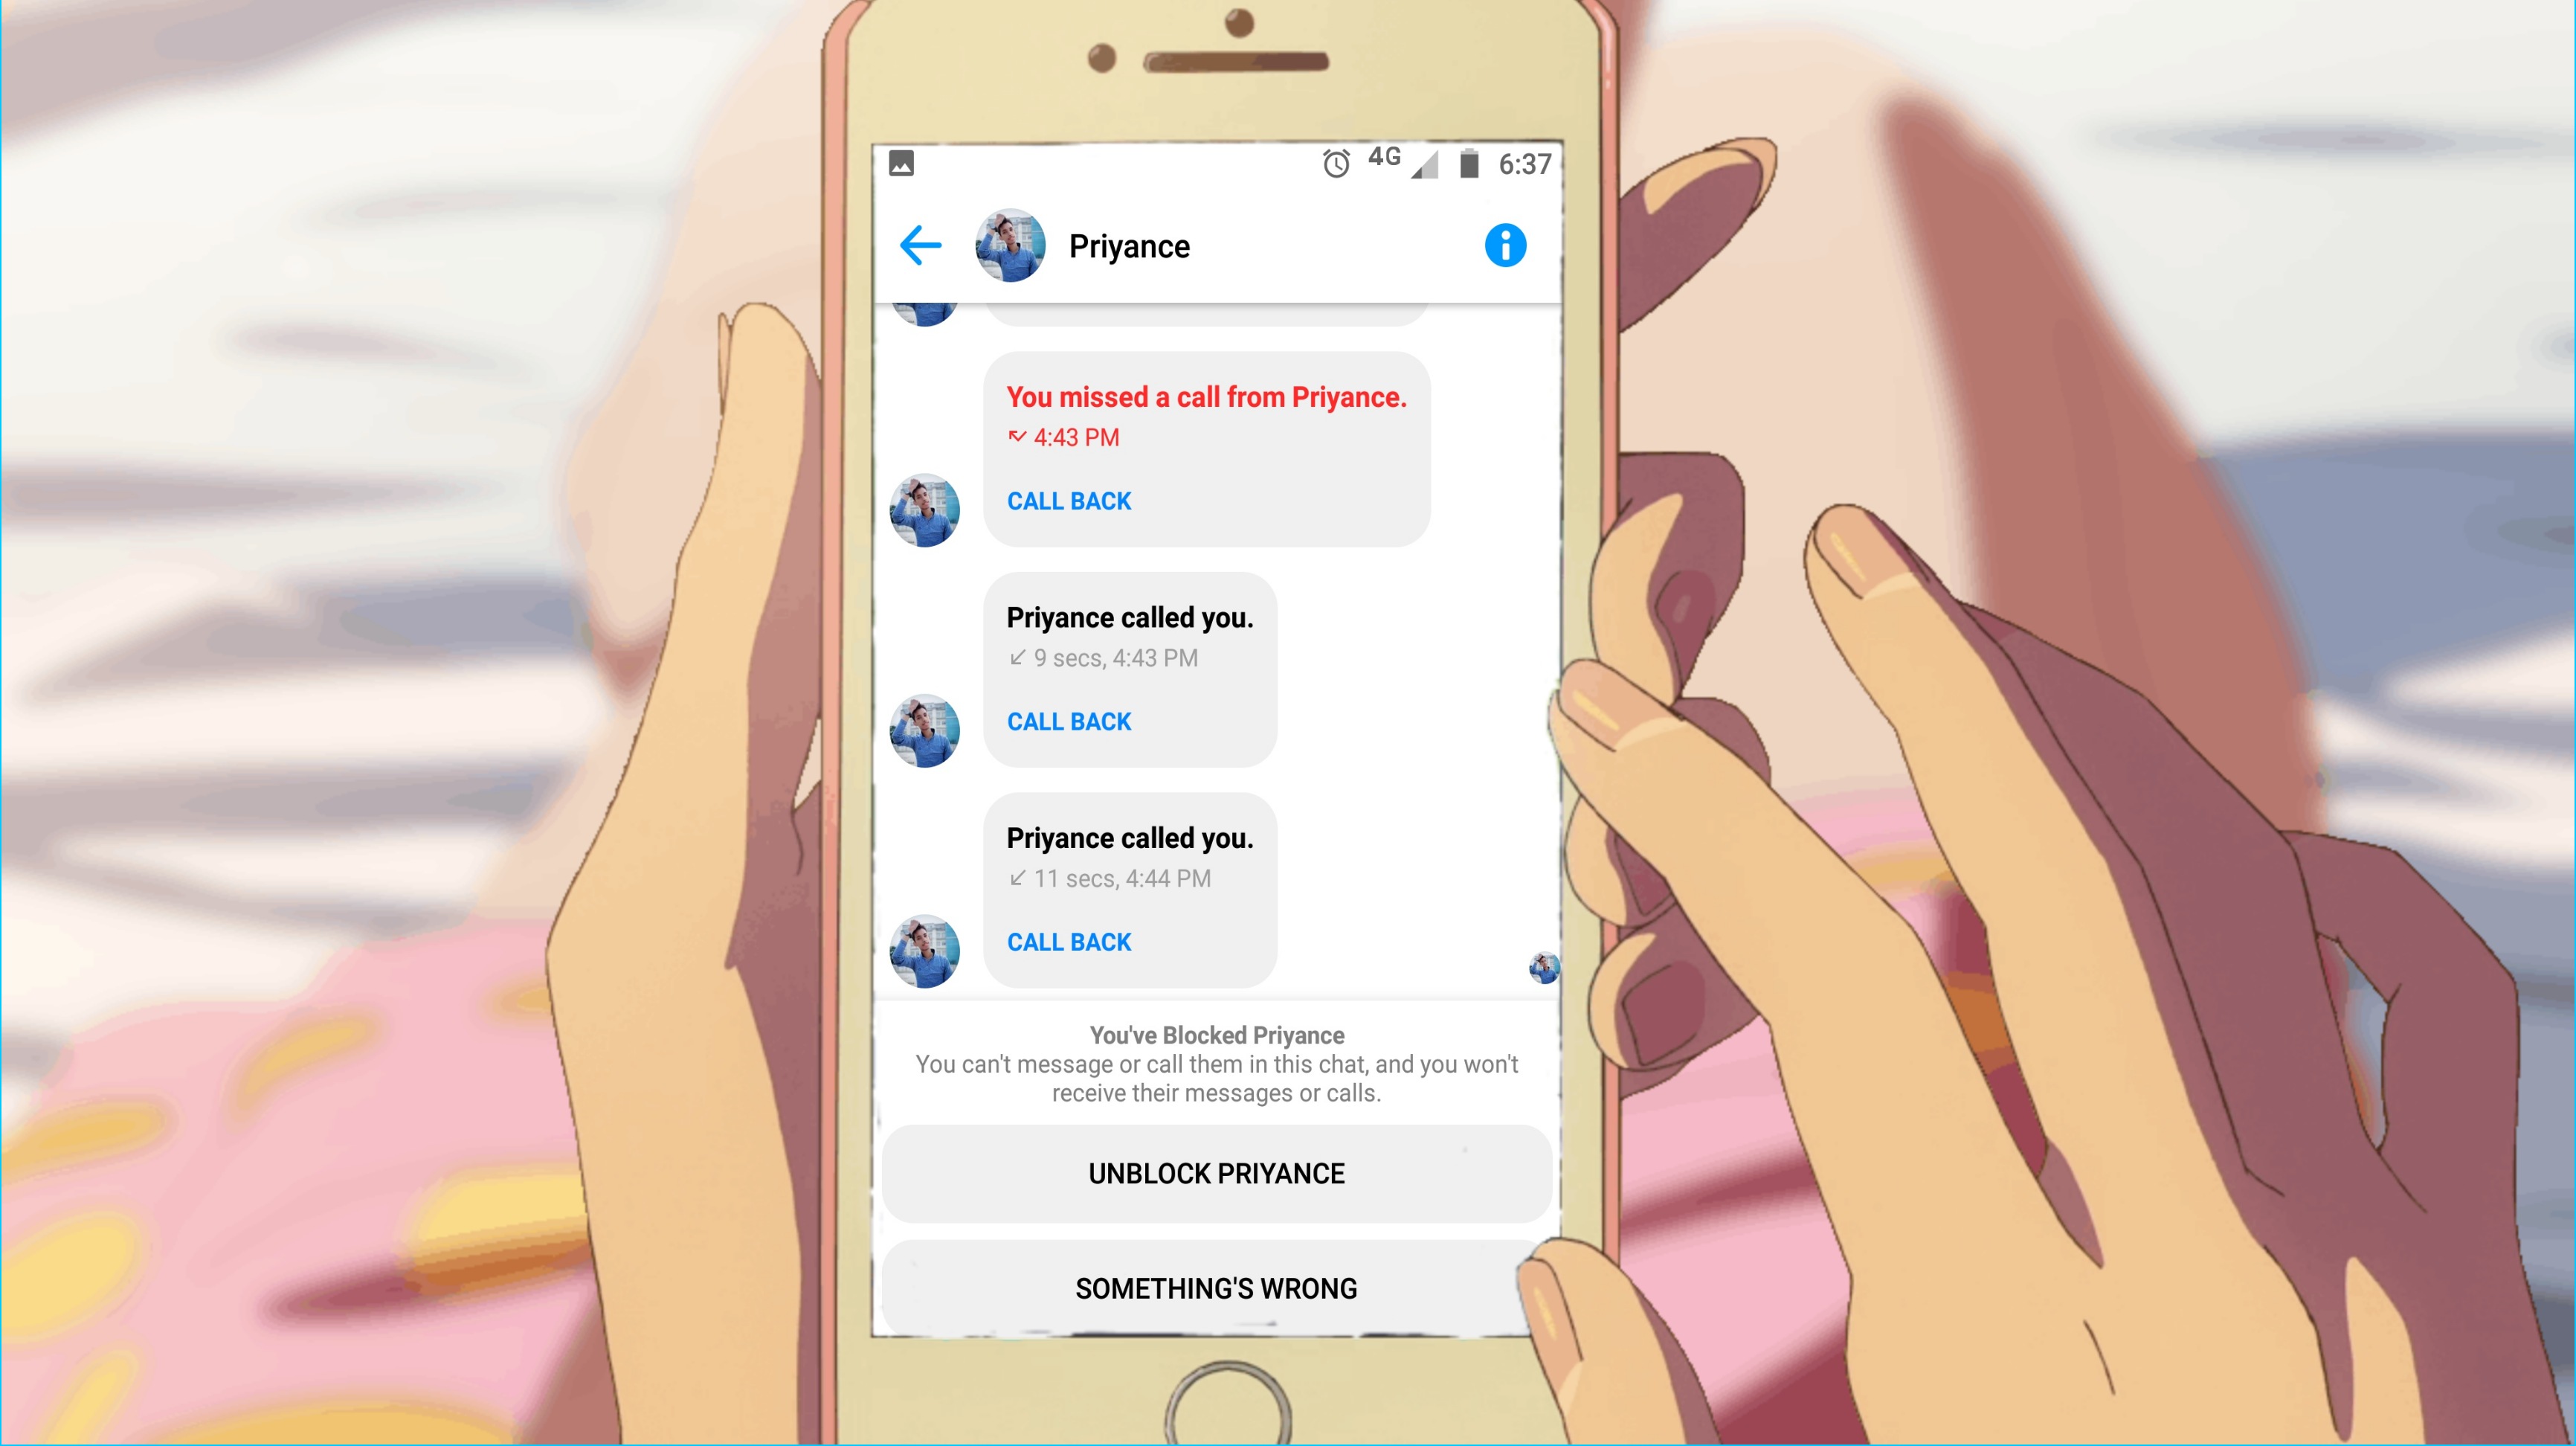 4G 6:37
Priyance
You missed a call from Priyance.
4:43 PM
CALL BACK
Priyance called you.
9 secs, 4:43 PM
CALL BACK
Priyance called you.
11 secs, 4:44 PM
CALL BACK
You've Blocked Priyance
You can't message or call them in this chat, and you won't
receive their messages or calls.
UNBLOCK PRIYANCE
SOMETHING'S WRONG